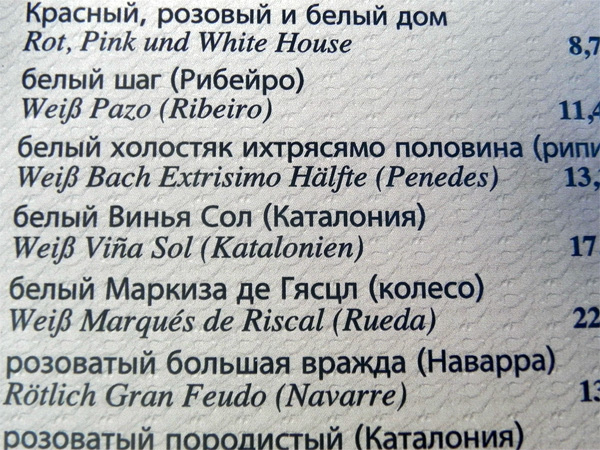 Красный, розовый и белый дом
Rot, Pink und White House
8,7
белый шаг (Рибейро)
Weiß Pazo (Ribeiro)
11,4
белый холостяк ихтрясямо половина (рипи
Weiß Bach Extrisimo Hälfte (Penedes)
13,
белый Винья Сол (Каталония)
Weiß Viña Sol (Katalonien)
17
белый Маркиза де Гясцл (колесо)
Weiß Marqués de Riscal (Rueda)
22
розоватый большая вражда (Наварра)
Rötlich Gran Feudo (Navarre)
13
розоватый породистый (Каталония)